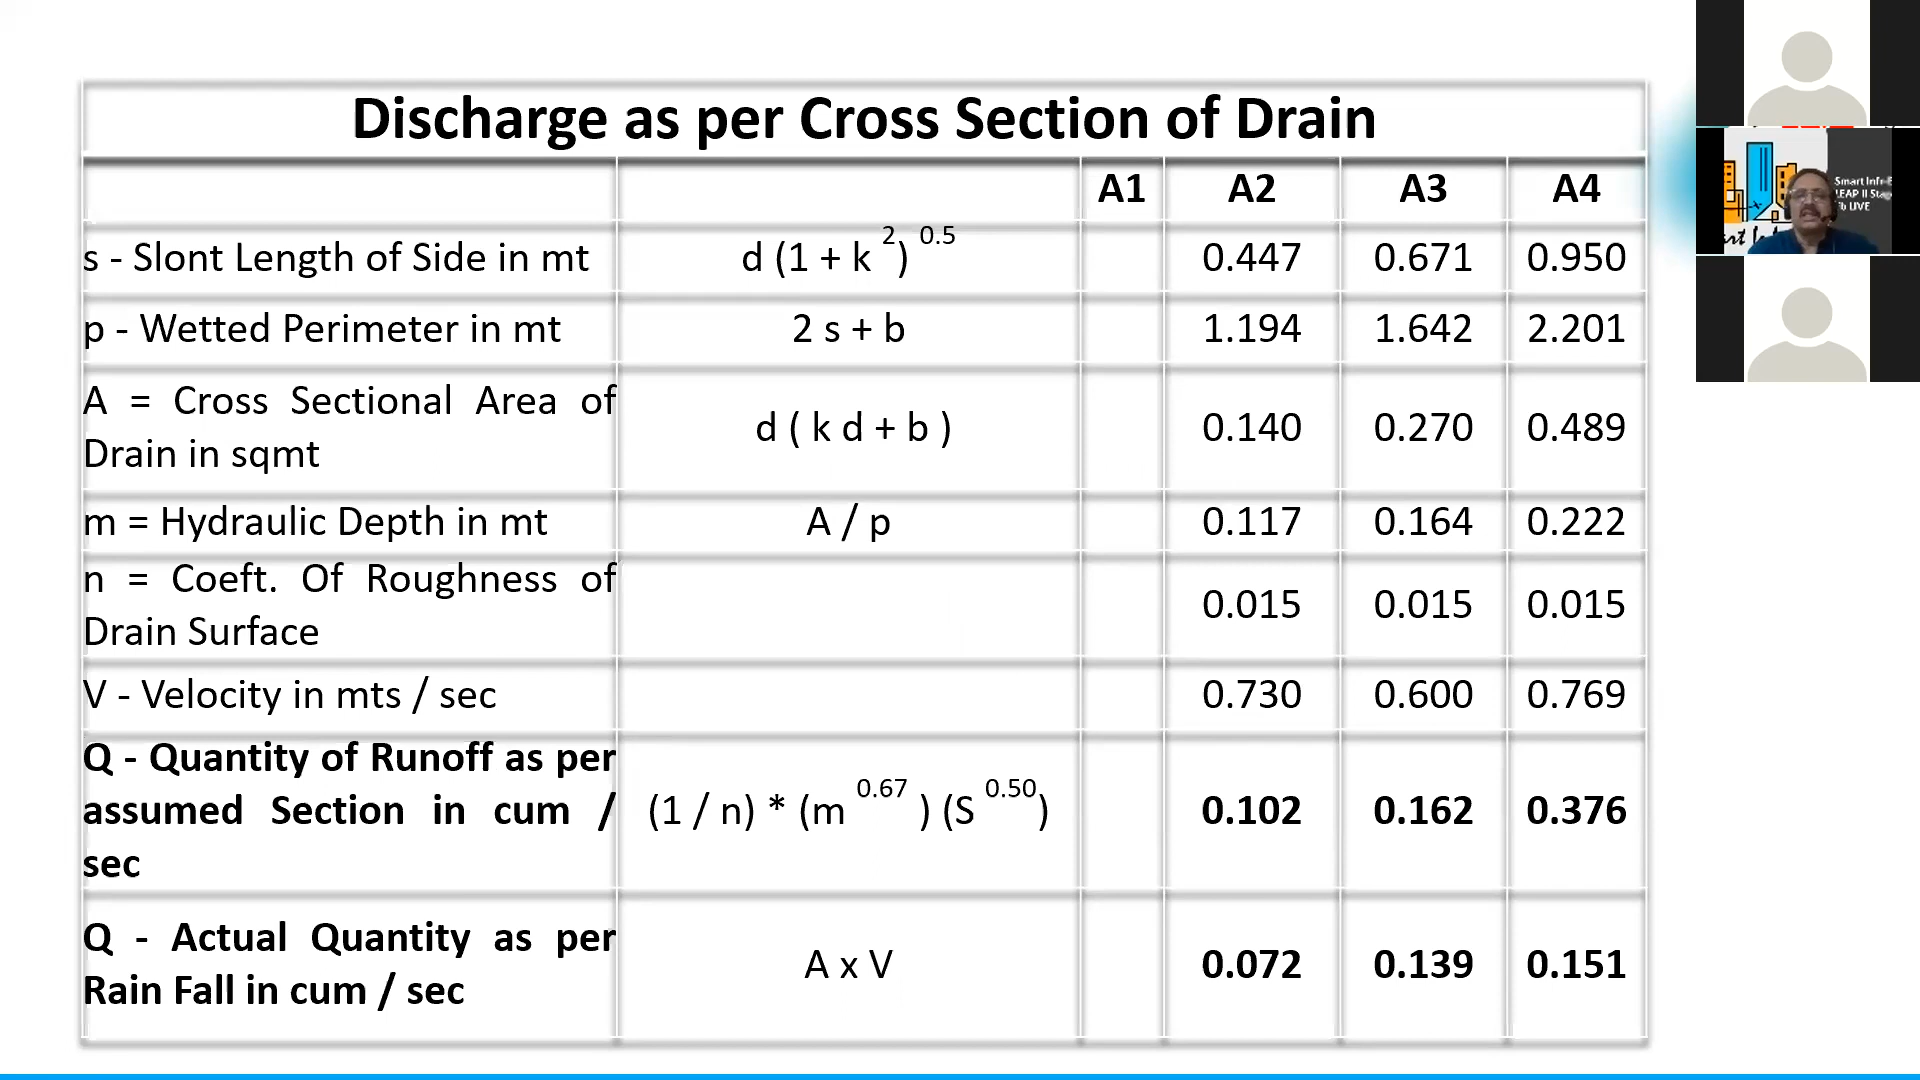 Discharge as per Cross Section of Drain
A1 A2 A3 A4
s - Slont Length of Side in mt d (1 + k 2) 0.5 0.447 0.671 0.950
p - Wetted Perimeter in mt 2 s + b 1.194 1.642 2.201
A = Cross Sectional Area of
Drain in sqmt d ( k d + b ) 0.140 0.270 0.489
m = Hydraulic Depth in mt A / p 0.117 0.164 0.222
n = Coeft. Of Roughness of
Drain Surface 0.015 0.015 0.015
V - Velocity in mts / sec 0.730 0.600 0.769
Q - Quantity of Runoff as per
assumed Section in cum / (1 / n) * (m 0.67 ) (S 0.50) 0.102 0.162 0.376
sec
Q - Actual Quantity as per
Rain Fall in cum / sec A x V 0.072 0.139 0.151
Smart
LEAP II
LIVE